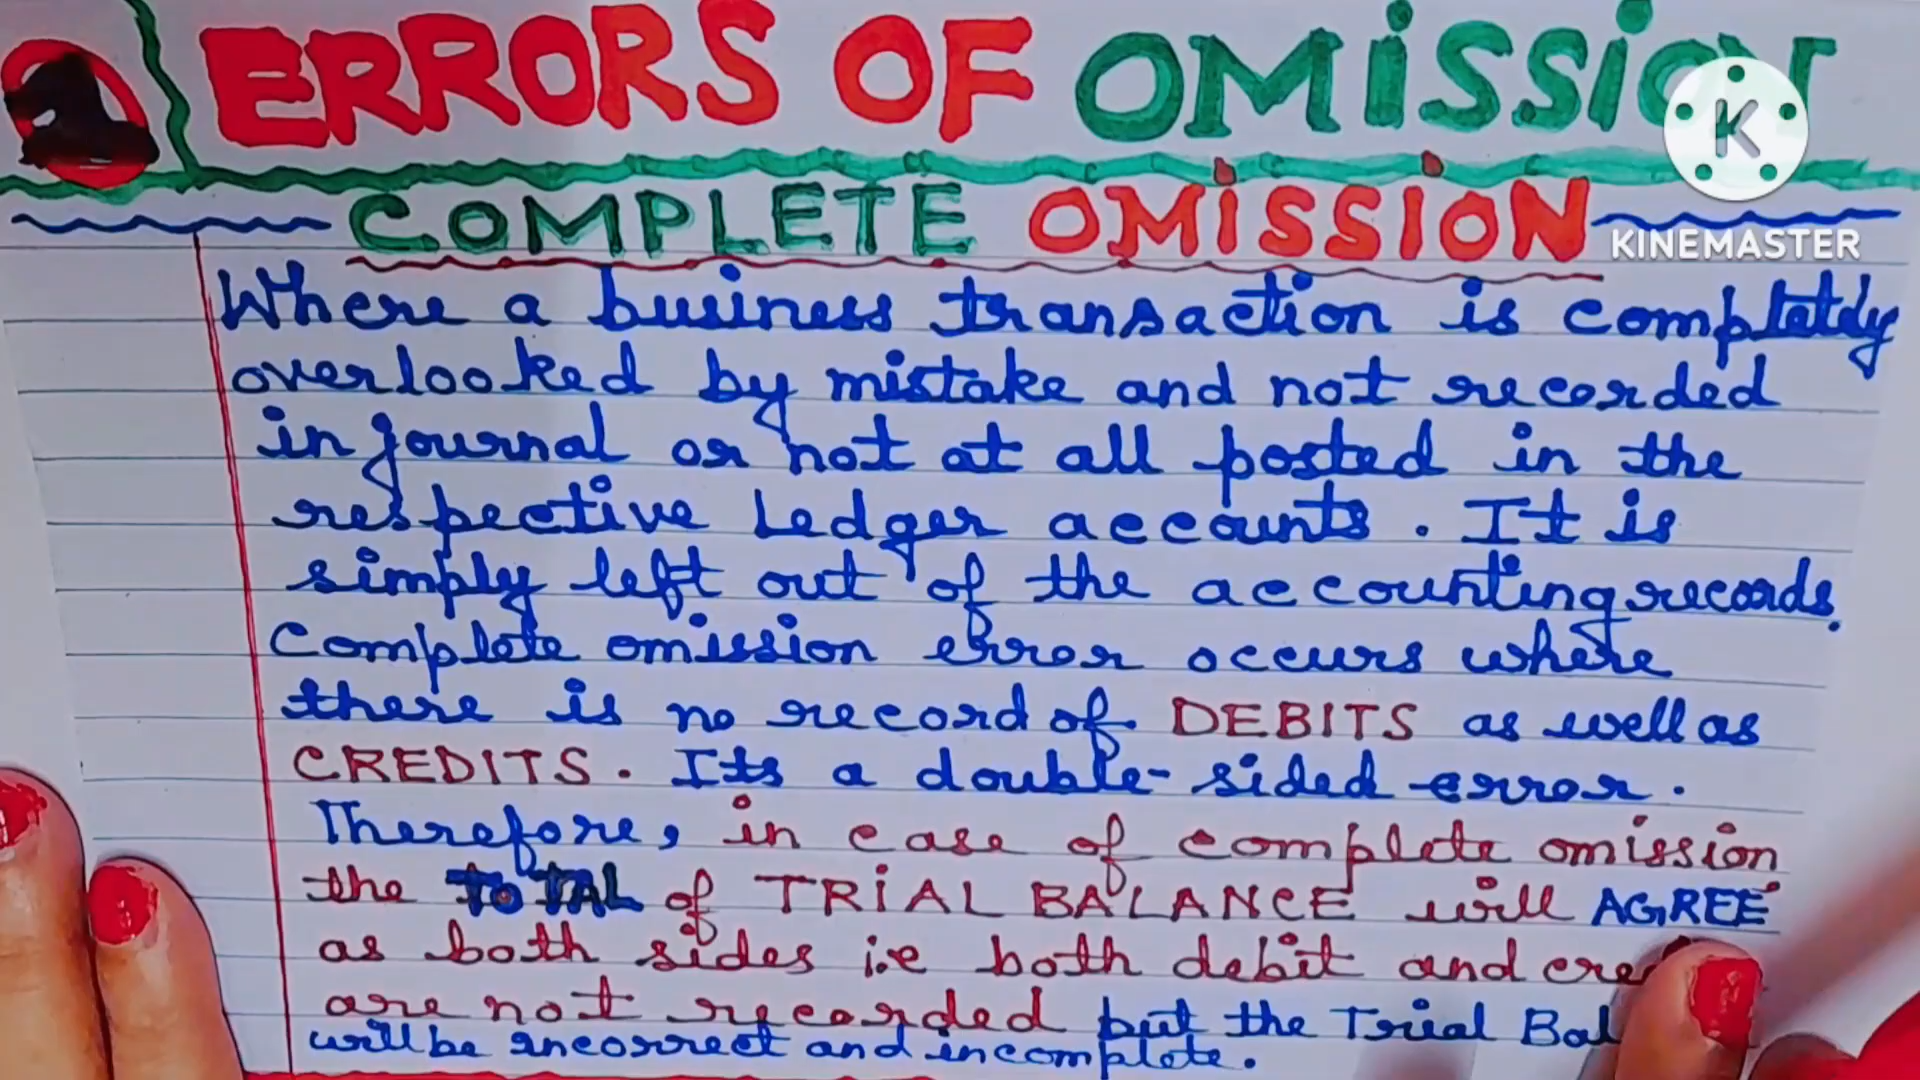 ERRORS OF OMiSSiON
COMPLETE OMiSSiON
KINEMASTER
Where a business transaction is completely
overlooked by mistake and not recorded
in journal or not at all posted in the
respective Ledger accounts. It is
simply left out of the accounting records.
Complete omission error occurs where
there is no record of DEBITS as well as
CREDITS. Its a double-sided error.
Therefore, in case of complete omission
the TOTAL of TRiAL BALANCE will AGREE
as both sides i.e both debit and
are not recorded but the Trial
will be incorrect and incomplete.